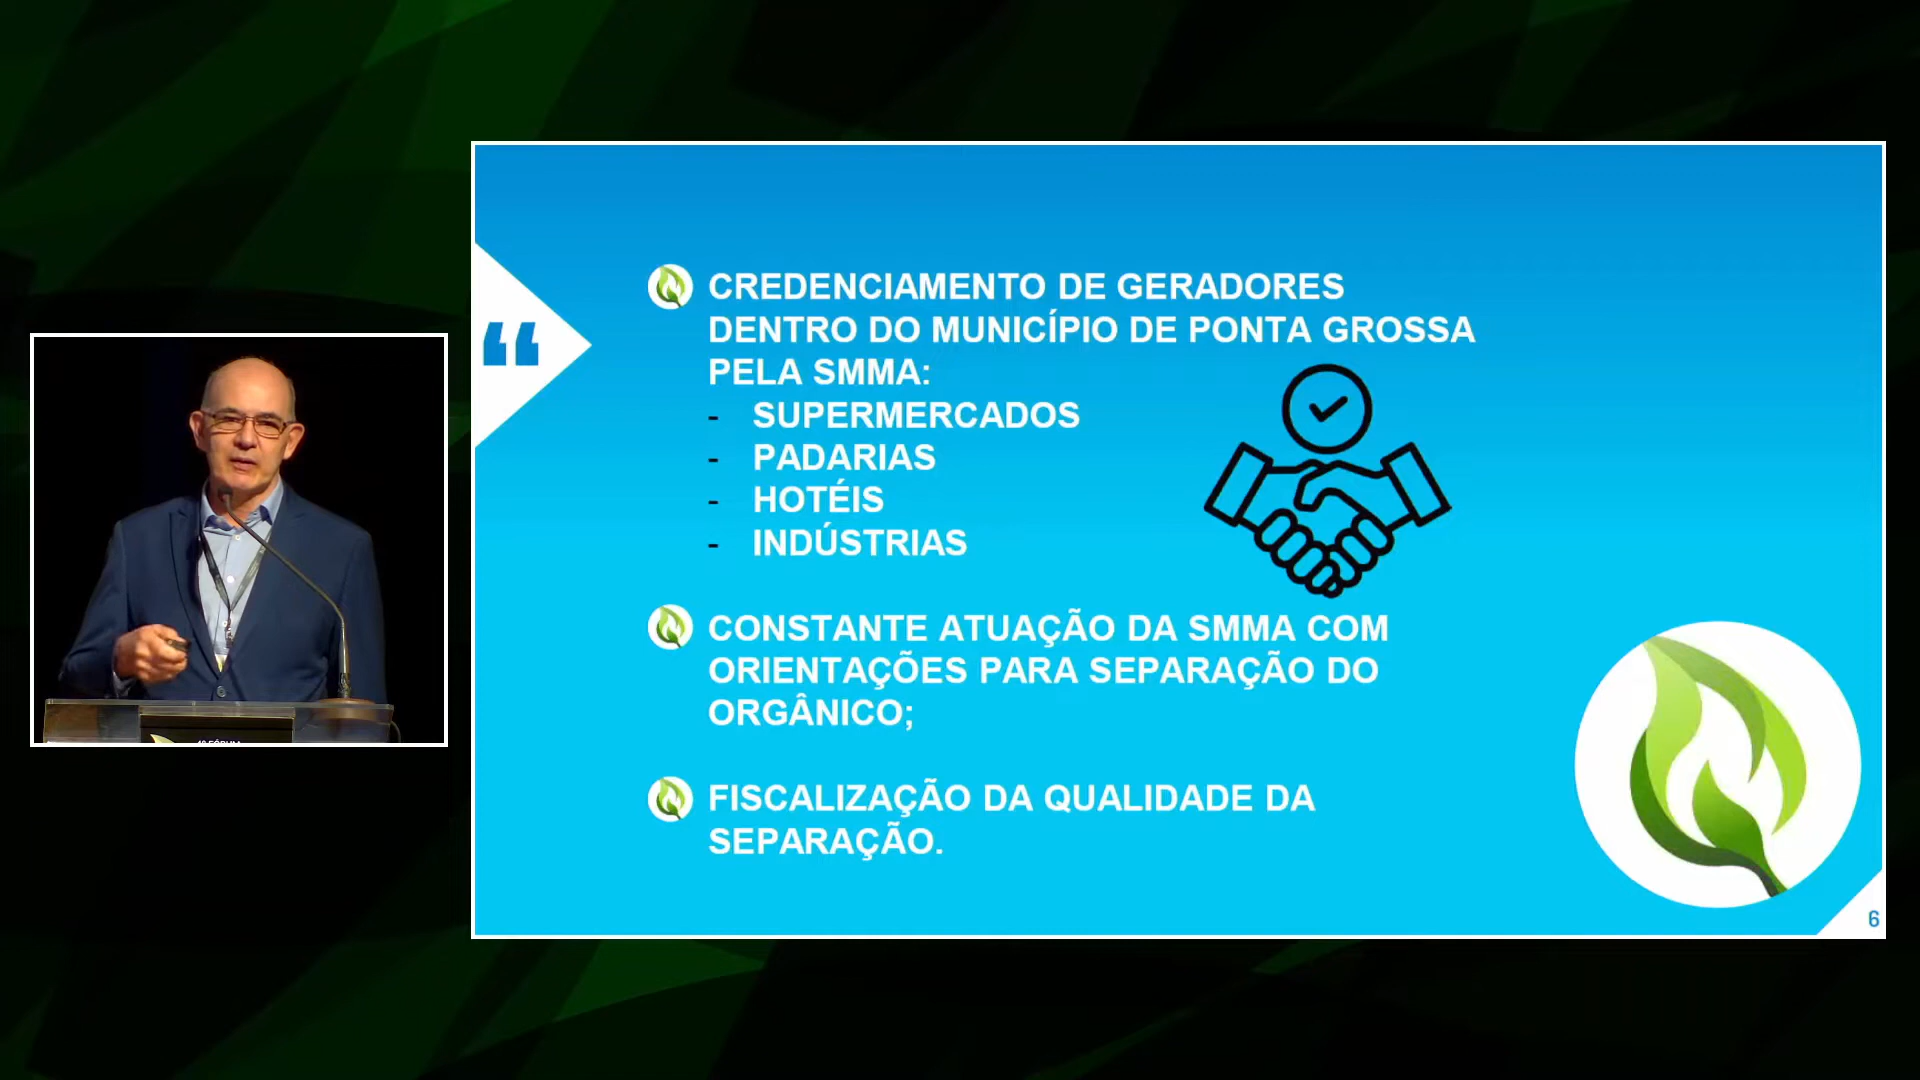 “
CREDENCIAMENTO DE GERADORES
DENTRO DO MUNICÍPIO DE PONTA GROSSA
PELA SMMA:
- SUPERMERCADOS
- PADARIAS
- HOTÉIS
- INDÚSTRIAS
CONSTANTE ATUAÇÃO DA SMMA COM
ORIENTAÇÕES PARA SEPARAÇÃO DO
ORGÂNICO;
FISCALIZAÇÃO DA QUALIDADE DA
SEPARAÇÃO.
6